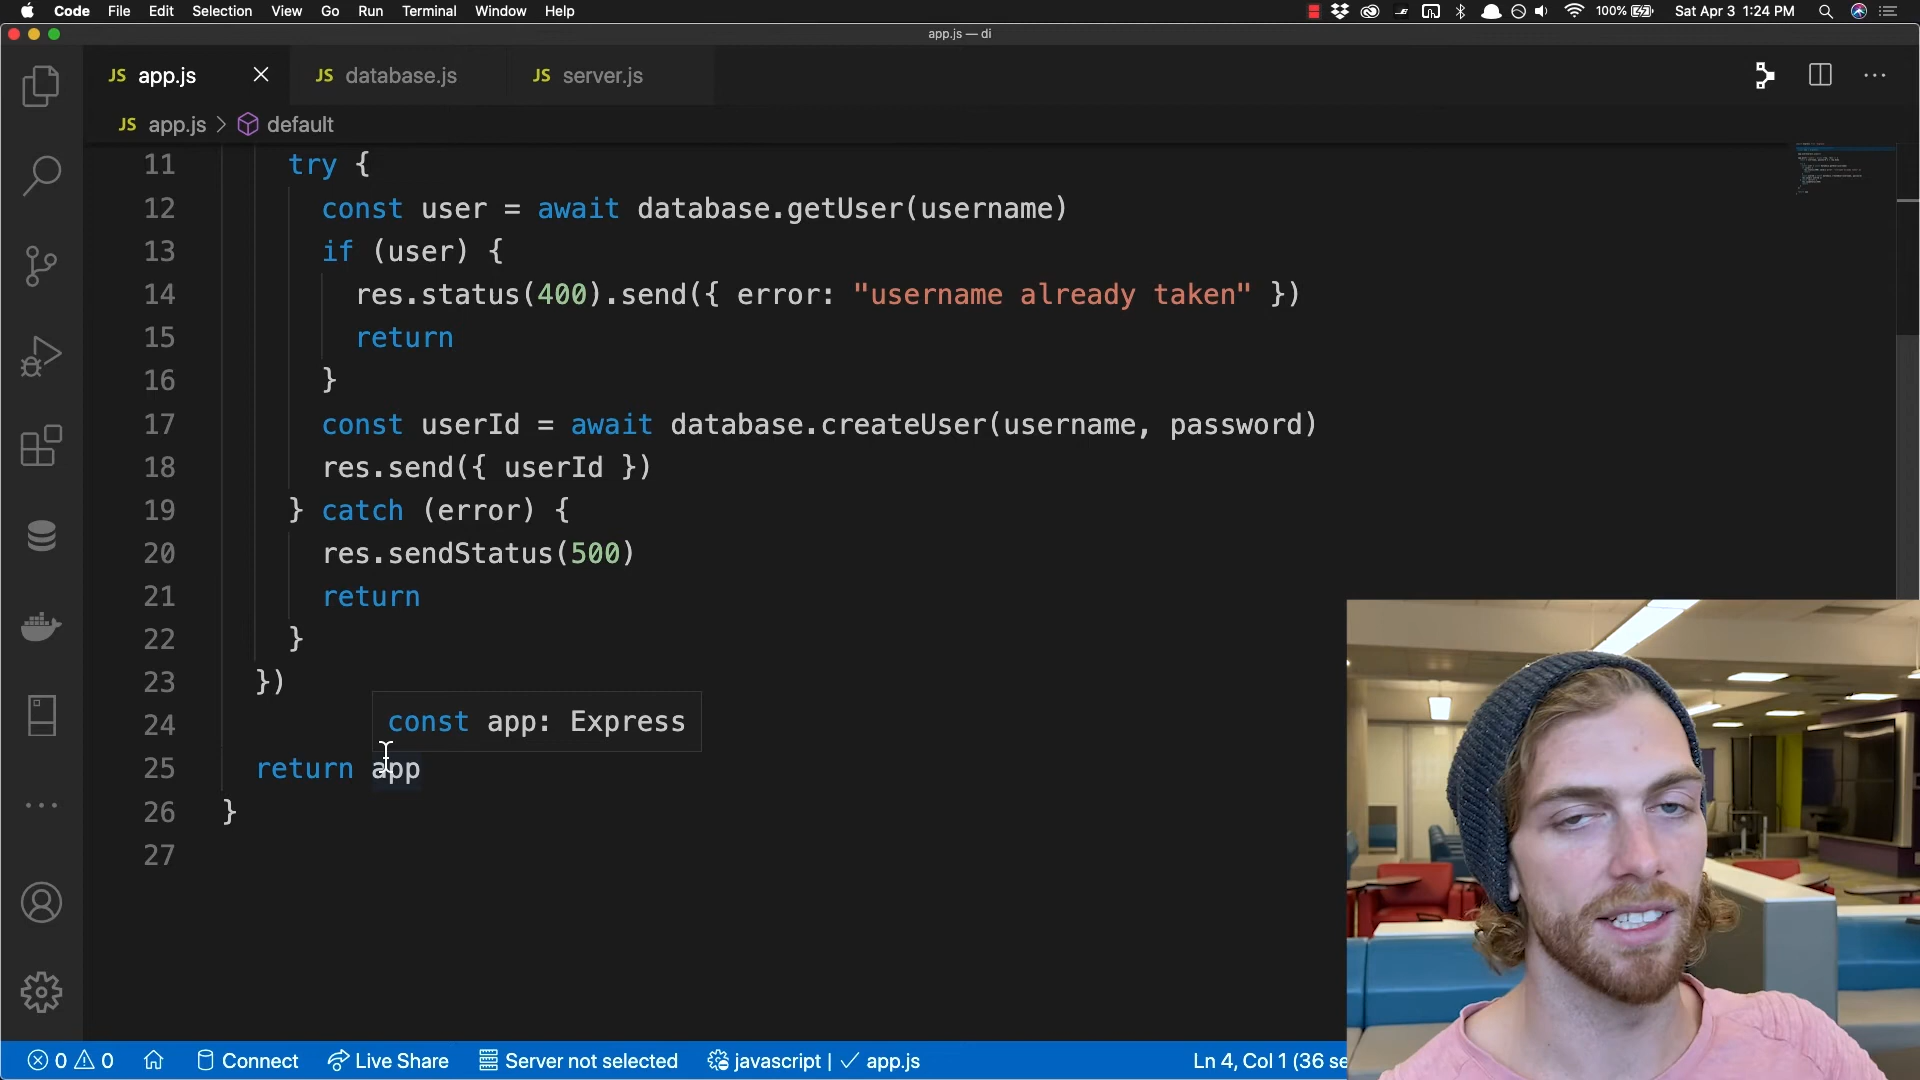 Code File Edit Selection View Go Run Terminal Window Help 100% Sat Apr 3 1:24 PM
app.js — di
JS app.js JS database.js JS server.js
JS app.js > default
11 try {
12 const user = await database.getUser(username)
13 if (user) {
14 res.status(400).send({ error: "username already taken" })
15 return
16 }
17 const userId = await database.createUser(username, password)
18 res.send({ userId })
19 } catch (error) {
20 res.sendStatus(500)
21 return
22 }
23 })
24
const app: Express
25 return app
26 }
27
0 0 Connect Live Share Server not selected javascript | ✓ app.js Ln 4, Col 1 (36 se